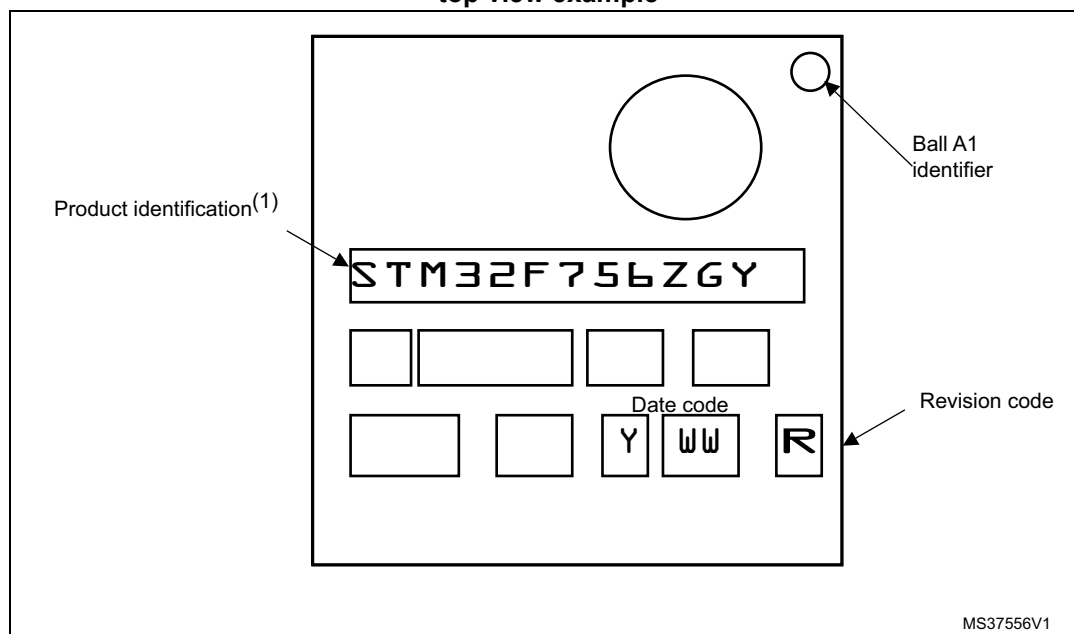 top view example
Ball A1
identifier
Product identification(1)
STM32F756ZGY
Date code
Revision code
Y WW R
MS37556V1